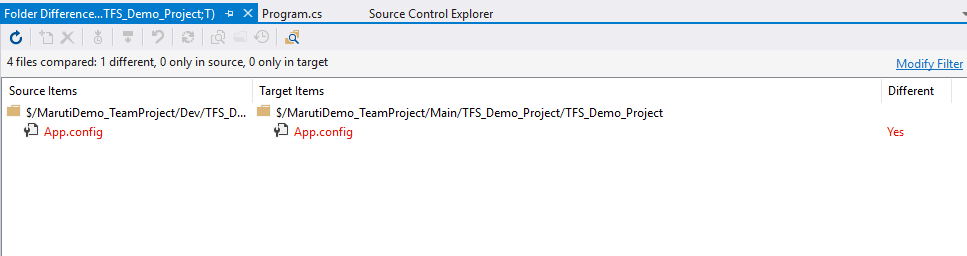 Folder Difference...TFS_Demo_Project;T) Program.cs Source Control Explorer
4 files compared: 1 different, 0 only in source, 0 only in target Modify Filter
Source Items Target Items Different
$/MarutiDemo_TeamProject/Dev/TFS_D... $/MarutiDemo_TeamProject/Main/TFS_Demo_Project/TFS_Demo_Project
App.config App.config Yes